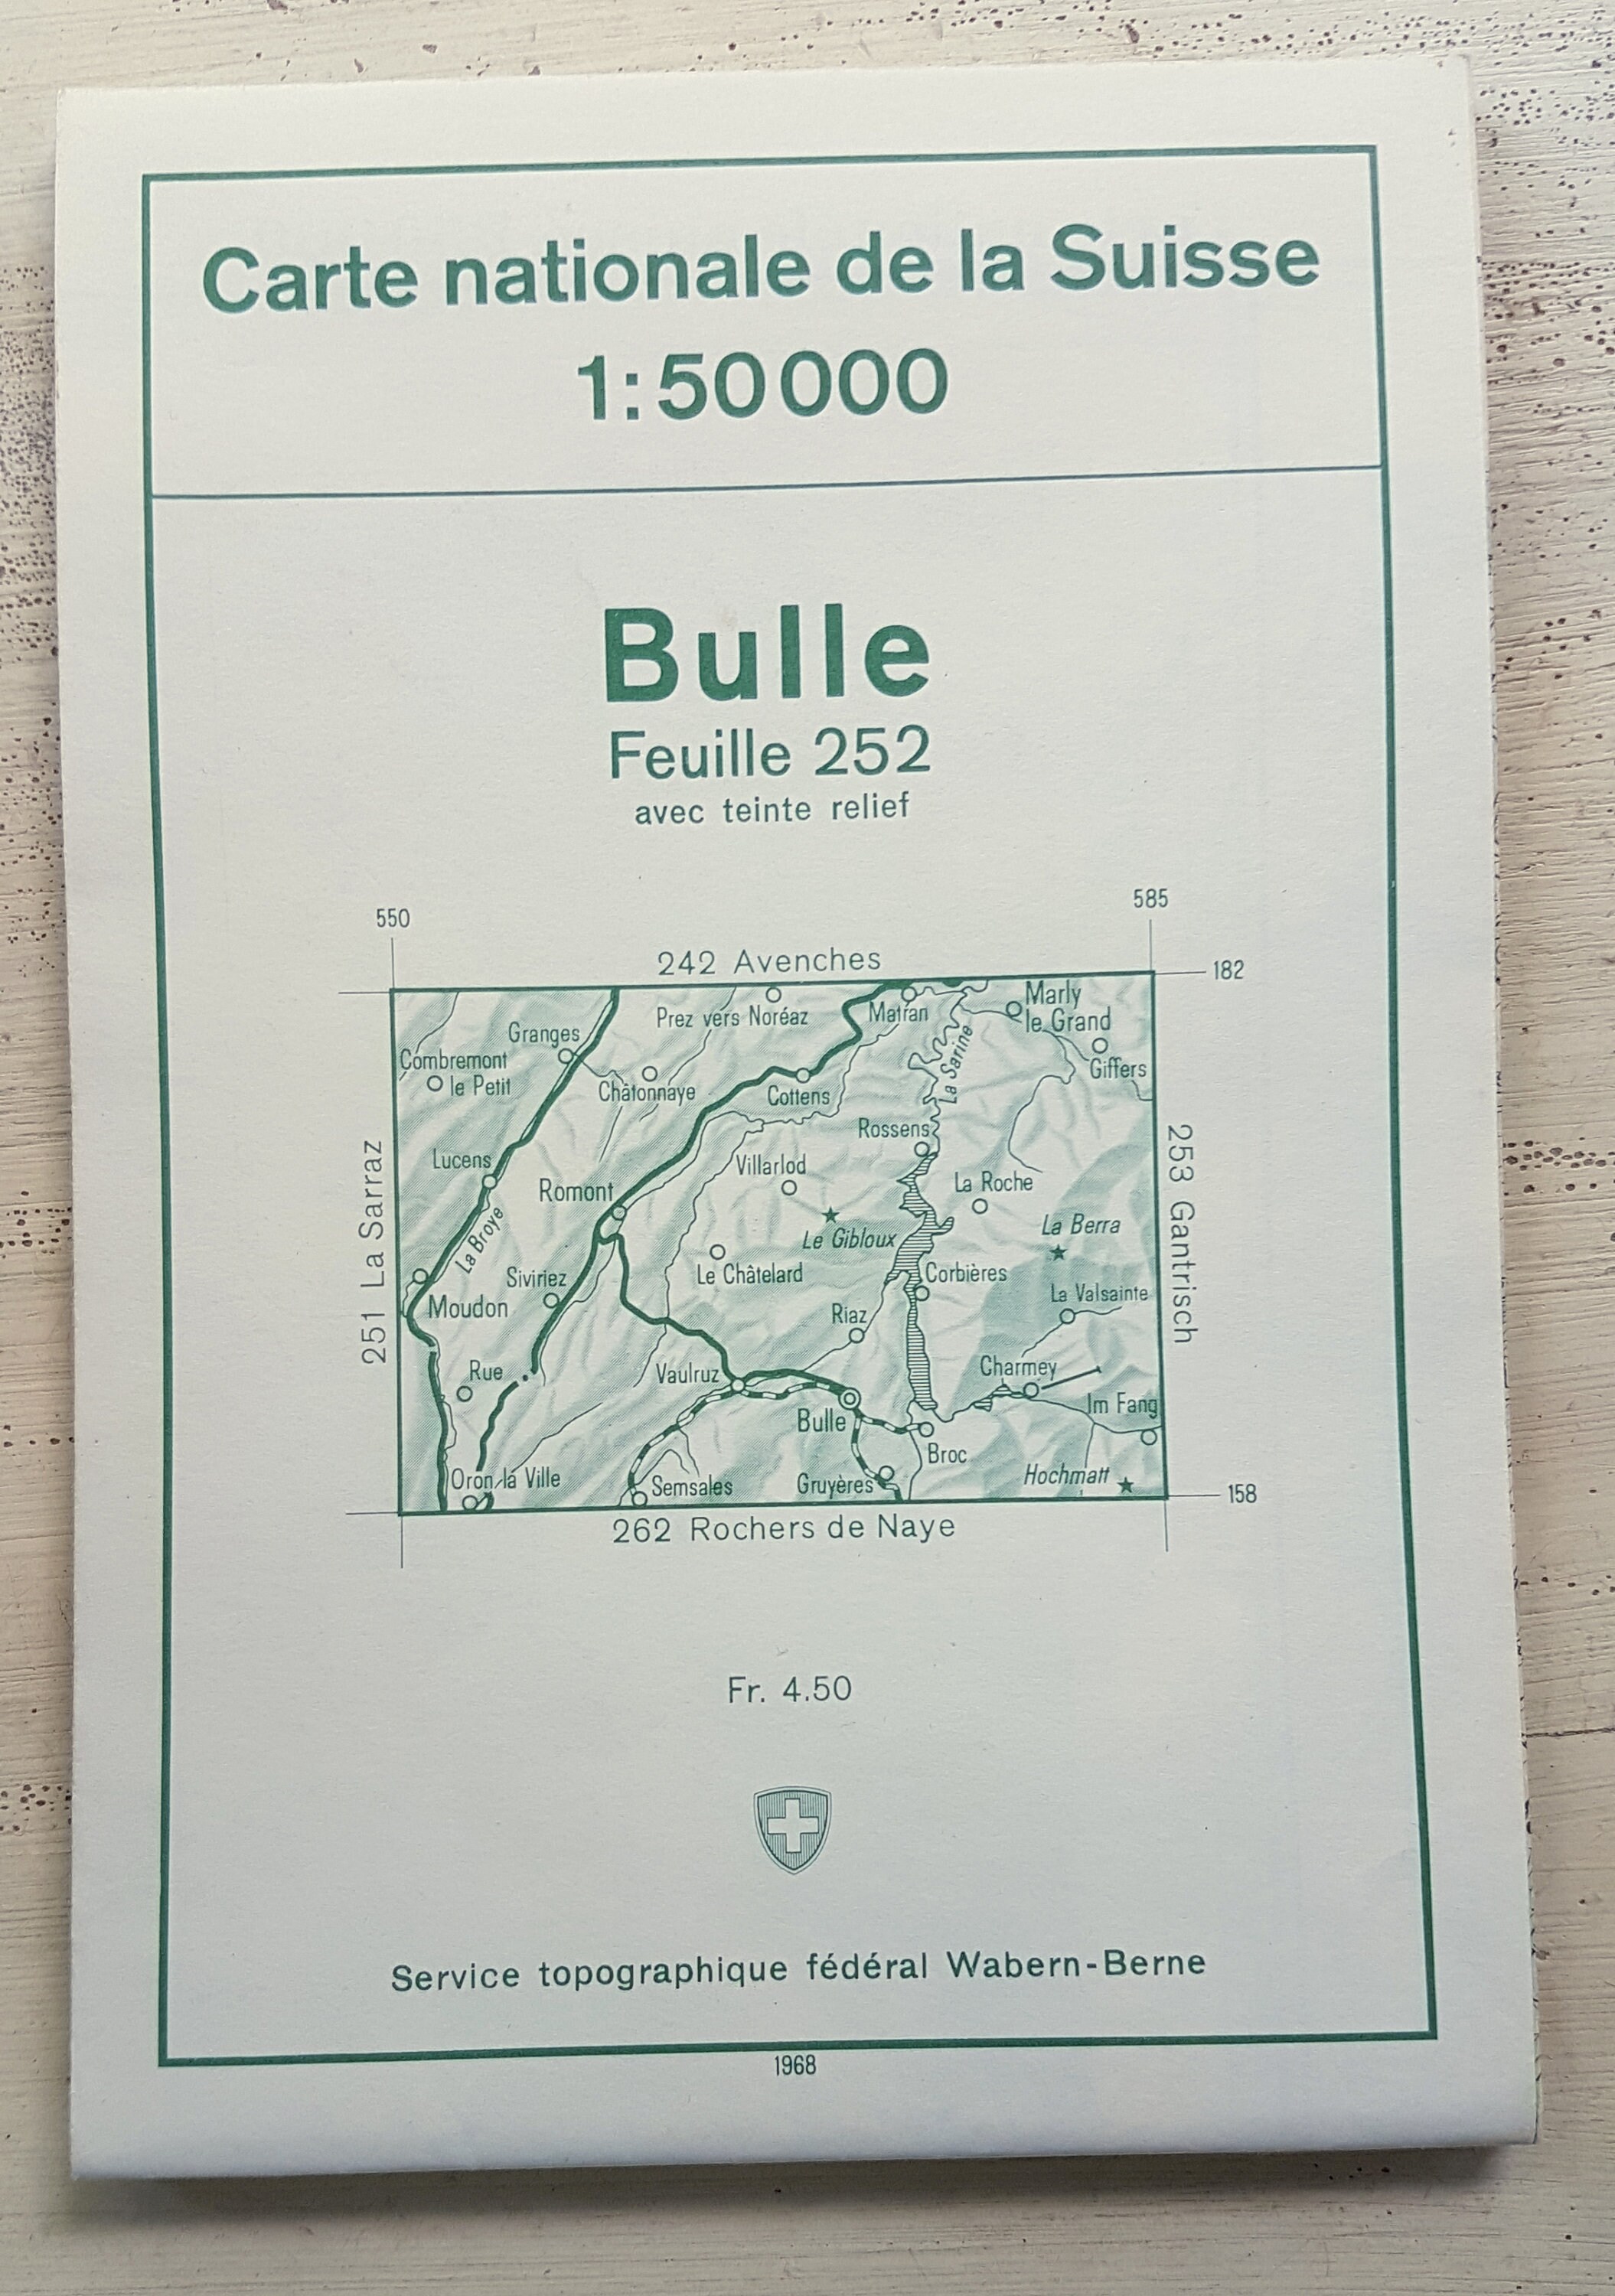 Carte nationale de la Suisse
1:50 000
Bulle
Feuille 252
avec teinte relief
550
585
242 Avenches
182
Prez vers Noréaz
Matran
Marly
le Grand
Granges
Combremont
le Petit
Châtonnaye
Cottens
La Sarine
Giffers
251 La Sarraz
253 Gantrisch
Lucens
Rossens
Villarlod
La Roche
Romont
La Broye
Le Gibloux
La Berra
Siviriez
Le Châtelard
Corbières
La Valsainte
Moudon
Riaz
Rue
Vaulruz
Charmey
Im Fang
Bulle
Broc
Oron la Ville
Semsales
Gruyères
Hochmatt
158
262 Rochers de Naye
Fr. 4.50
Service topographique fédéral Wabern-Berne
1968